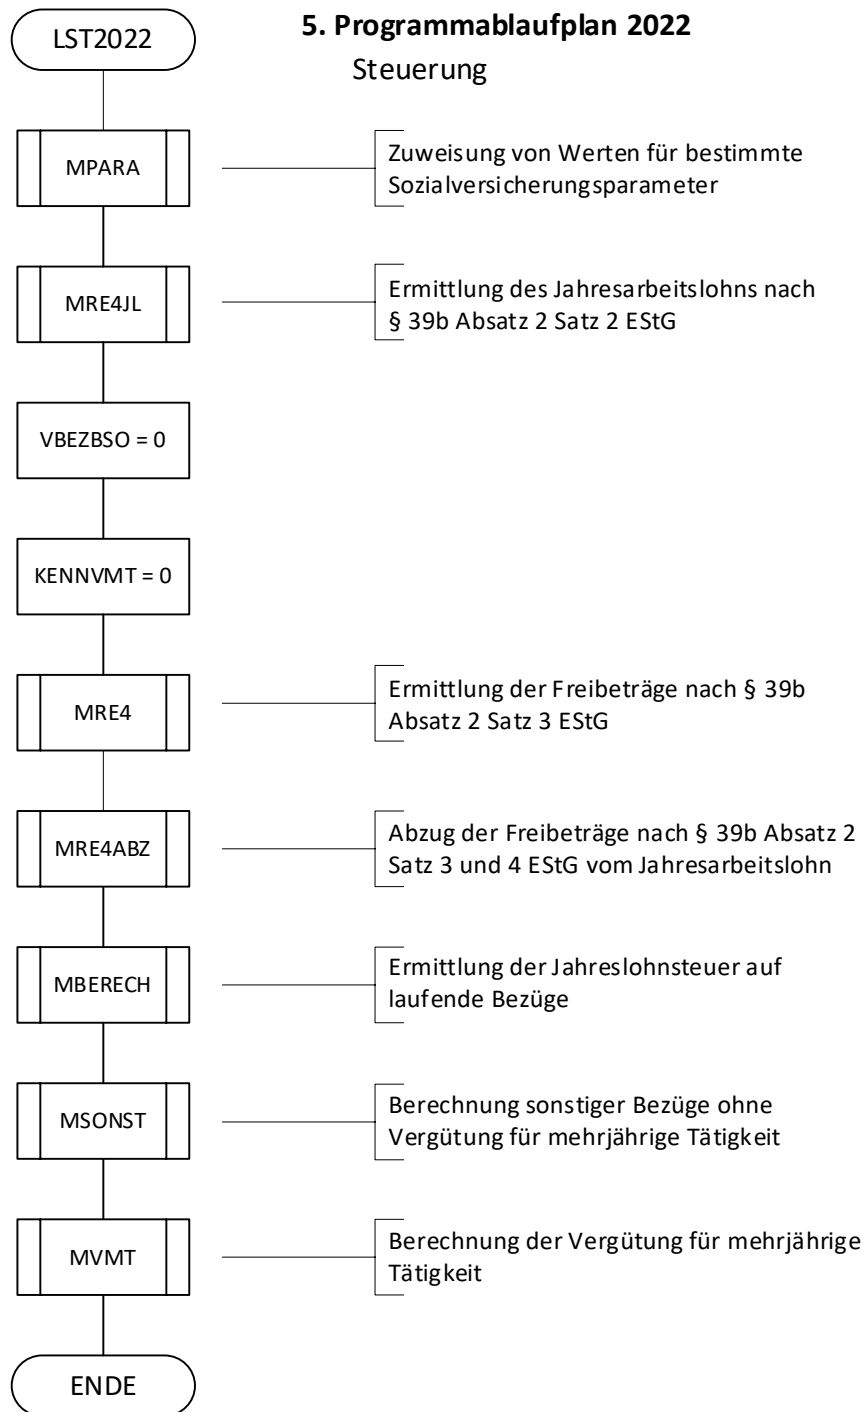 LST2022
5. Programmablaufplan 2022
Steuerung
MPARA
Zuweisung von Werten für bestimmte
Sozialversicherungsparameter
MRE4JL
Ermittlung des Jahresarbeitslohns nach
§ 39b Absatz 2 Satz 2 EStG
VBEZBSO = 0
KENNVMT = 0
MRE4
Ermittlung der Freibeträge nach § 39b
Absatz 2 Satz 3 EStG
MRE4ABZ
Abzug der Freibeträge nach § 39b Absatz 2
Satz 3 und 4 EStG vom Jahresarbeitslohn
MBERECH
Ermittlung der Jahreslohnsteuer auf
laufende Bezüge
MSONST
Berechnung sonstiger Bezüge ohne
Vergütung für mehrjährige Tätigkeit
MVMT
Berechnung der Vergütung für mehrjährige
Tätigkeit
ENDE